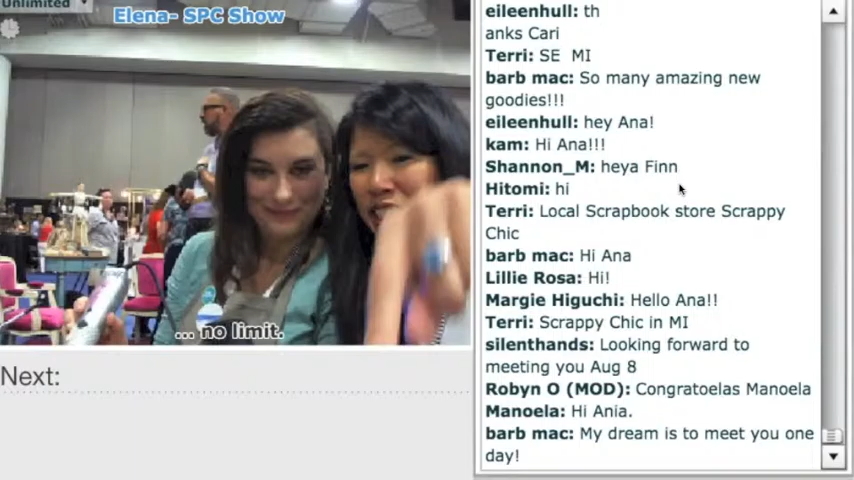 Unlimited
Elena- SPC Show
... no limit.
Next:
eileenhull: th
anks Cari
Terri: SE  MI
barb mac: So many amazing new
goodies!!!
eileenhull: hey Ana!
kam: Hi Ana!!!
Shannon_M: heya Finn
Hitomi: hi
Terri: Local Scrapbook store Scrappy
Chic
barb mac: Hi Ana
Lillie Rosa: Hi!
Margie Higuchi: Hello Ana!!
Terri: Scrappy Chic in MI
silenthands: Looking forward to
meeting you Aug 8
Robyn O (MOD): Congratoelas Manoela
Manoela: Hi Ania.
barb mac: My dream is to meet you one
day!